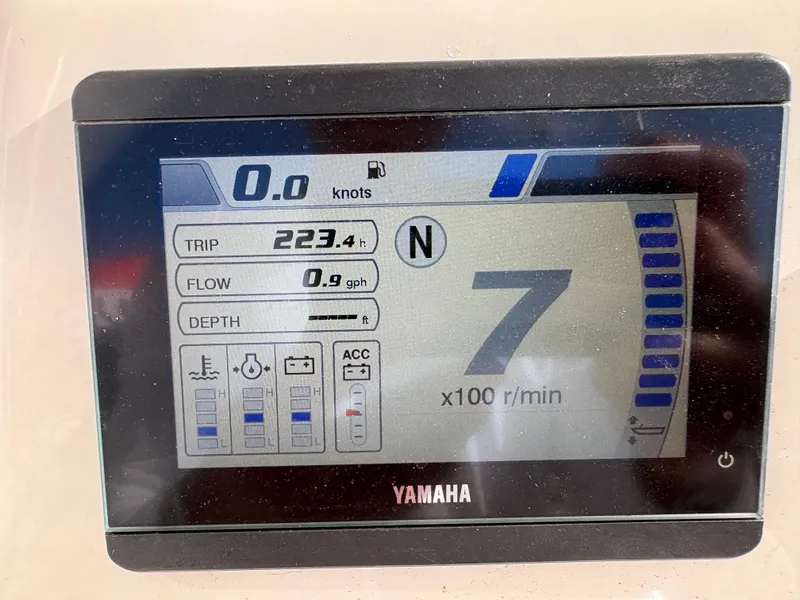 0.0 knots
TRIP 223.4 h
N
FLOW 0.9 gph
DEPTH ---- ft
7
x100 r/min
H H H
L L L
ACC
YAMAHA